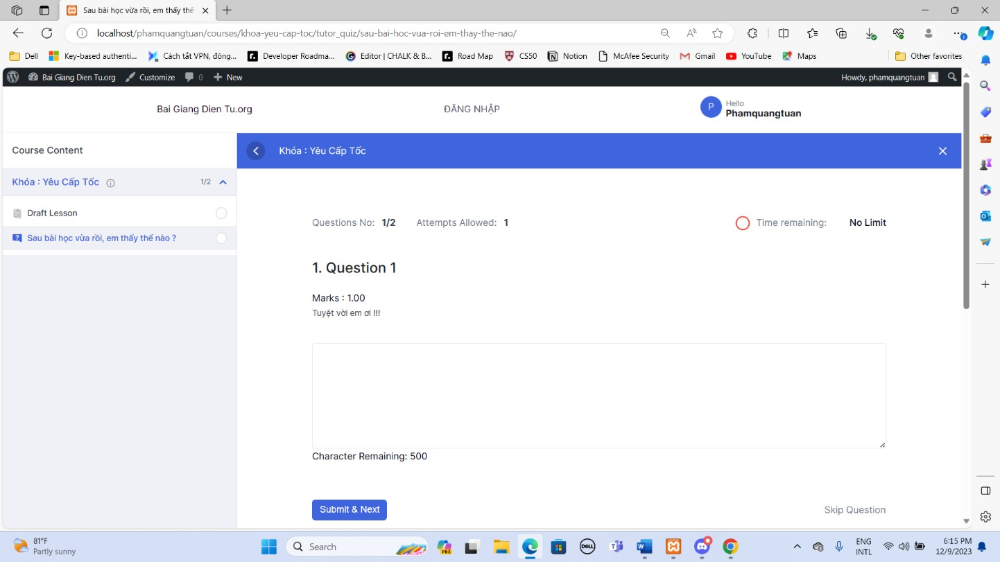 Sau bài học vừa rồi, em thấy thế
localhost/phamquangtuan/courses/khoa-yeu-cap-toc/tutor_quiz/sau-bai-hoc-vua-roi-em-thay-the-nao/
Dell Key-based authenti... Cách tắt VPN, đóng... Developer Roadma... Editor | CHALK & B... Road Map CS50 Notion McAfee Security Gmail YouTube Maps Other favorites
Bai Giang Dien Tu.org Customize 0 New Howdy, phamquangtuan
Bai Giang Dien Tu.org ĐĂNG NHẬP P Hello
Phamquangtuan
Course Content
Khóa : Yêu Cấp Tốc
Khóa : Yêu Cấp Tốc 1/2
Draft Lesson
Sau bài học vừa rồi, em thấy thế nào ?
Questions No: 1/2 Attempts Allowed: 1 Time remaining: No Limit
1. Question 1
Marks : 1.00
Tuyệt vời em ơi !!!
Character Remaining: 500
Submit & Next Skip Question
81°F
Partly sunny
Search
PRE
DELL
ENG
INTL
6:15 PM
12/9/2023